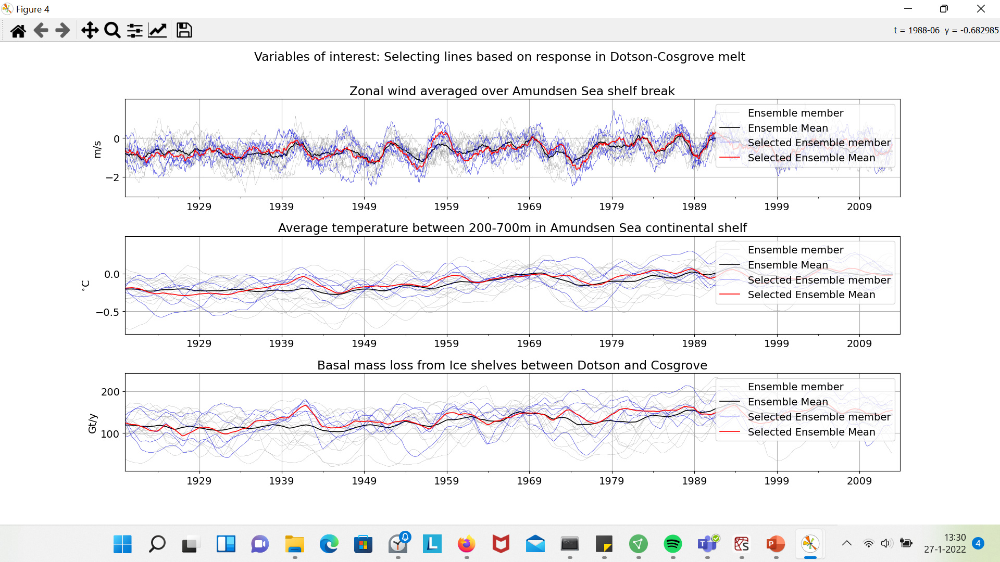 Figure 4
t = 1988-06 y = -0.682985
Variables of interest: Selecting lines based on response in Dotson-Cosgrove melt
Zonal wind averaged over Amundsen Sea shelf break
m/s
0
−2
Ensemble member
Ensemble Mean
Selected Ensemble member
Selected Ensemble Mean
1929 1939 1949 1959 1969 1979 1989 1999 2009
Average temperature between 200-700m in Amundsen Sea continental shelf
°C
0.0
−0.5
Ensemble member
Ensemble Mean
Selected Ensemble member
Selected Ensemble Mean
1929 1939 1949 1959 1969 1979 1989 1999 2009
Basal mass loss from Ice shelves between Dotson and Cosgrove
Gt/y
200
100
Ensemble member
Ensemble Mean
Selected Ensemble member
Selected Ensemble Mean
1929 1939 1949 1959 1969 1979 1989 1999 2009
13:30
27-1-2022
4